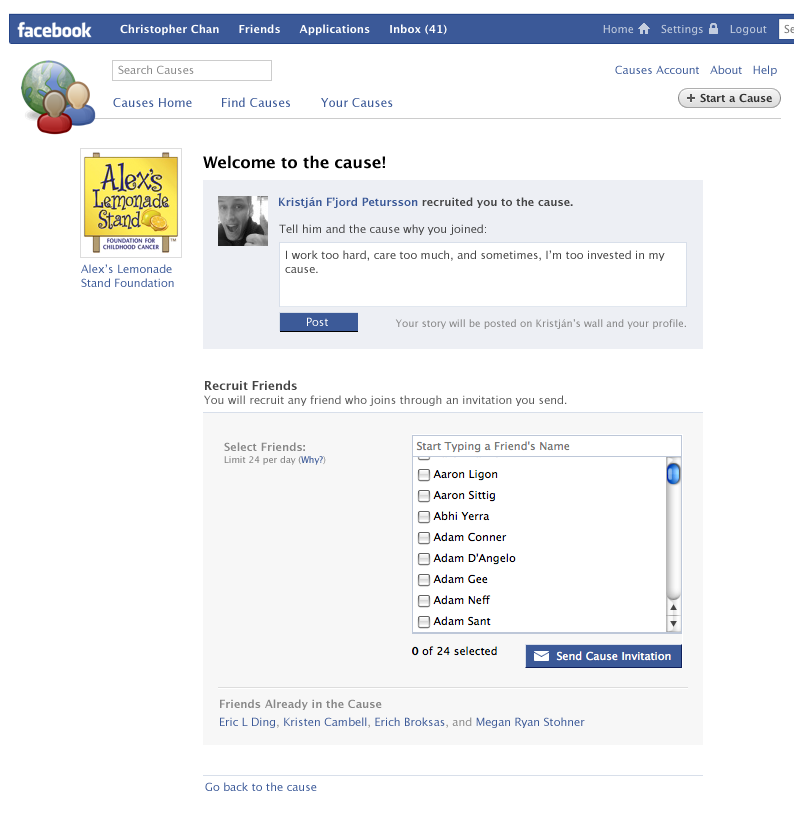 facebook Christopher Chan Friends Applications Inbox (41) Home Settings Logout Se
Search Causes
Causes Account About Help
Causes Home Find Causes Your Causes
+ Start a Cause
Alex's
Lemonade
Stand
FOUNDATION FOR
CHILDHOOD CANCER
TM
Alex's Lemonade
Stand Foundation
Welcome to the cause!
Kristján F'jord Petursson recruited you to the cause.
Tell him and the cause why you joined:
I work too hard, care too much, and sometimes, I'm too invested in my
cause.
Post
Your story will be posted on Kristján's wall and your profile.
Recruit Friends
You will recruit any friend who joins through an invitation you send.
Select Friends:
Limit 24 per day (Why?)
Start Typing a Friend's Name
Aaron Ligon
Aaron Sittig
Abhi Yerra
Adam Conner
Adam D'Angelo
Adam Gee
Adam Neff
Adam Sant
0 of 24 selected
Send Cause Invitation
Friends Already in the Cause
Eric L Ding, Kristen Cambell, Erich Broksas, and Megan Ryan Stohner
Go back to the cause